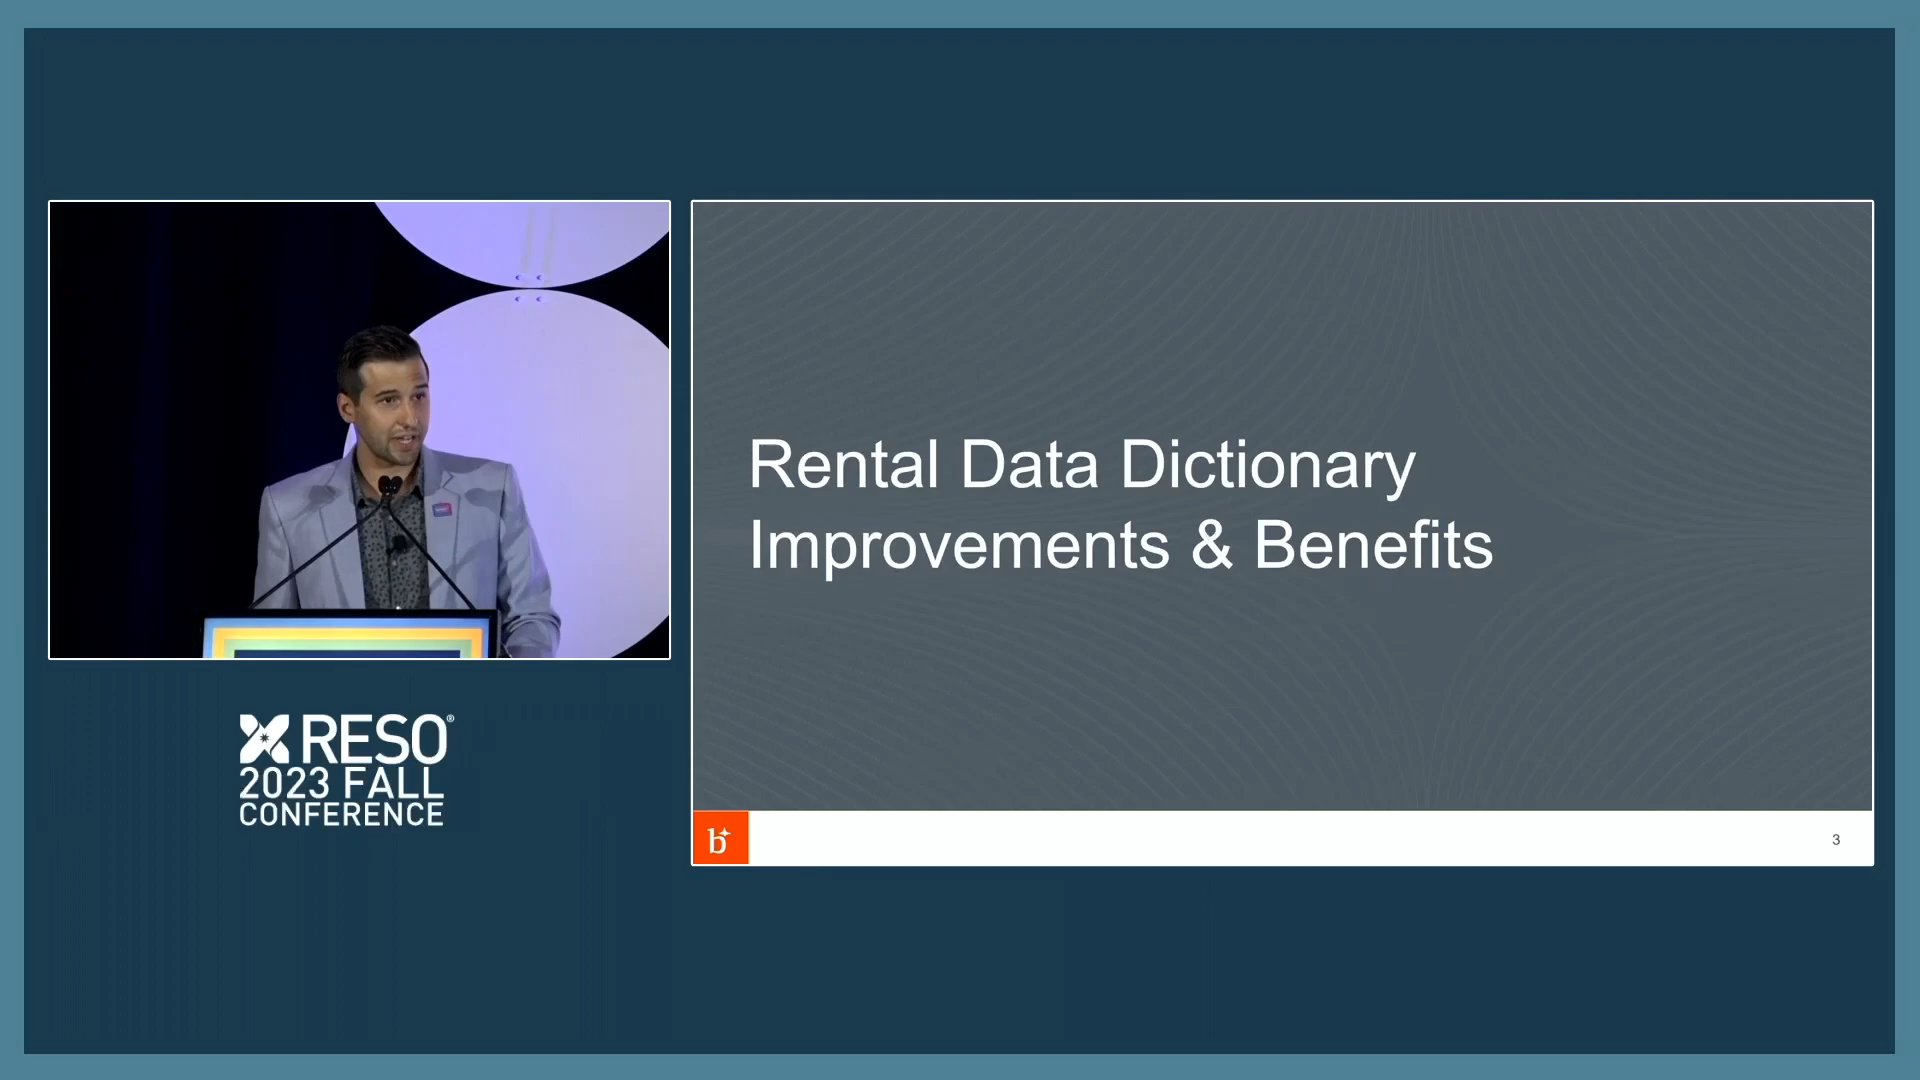 RESO®
2023 FALL
CONFERENCE
Rental Data Dictionary
Improvements & Benefits
b
3